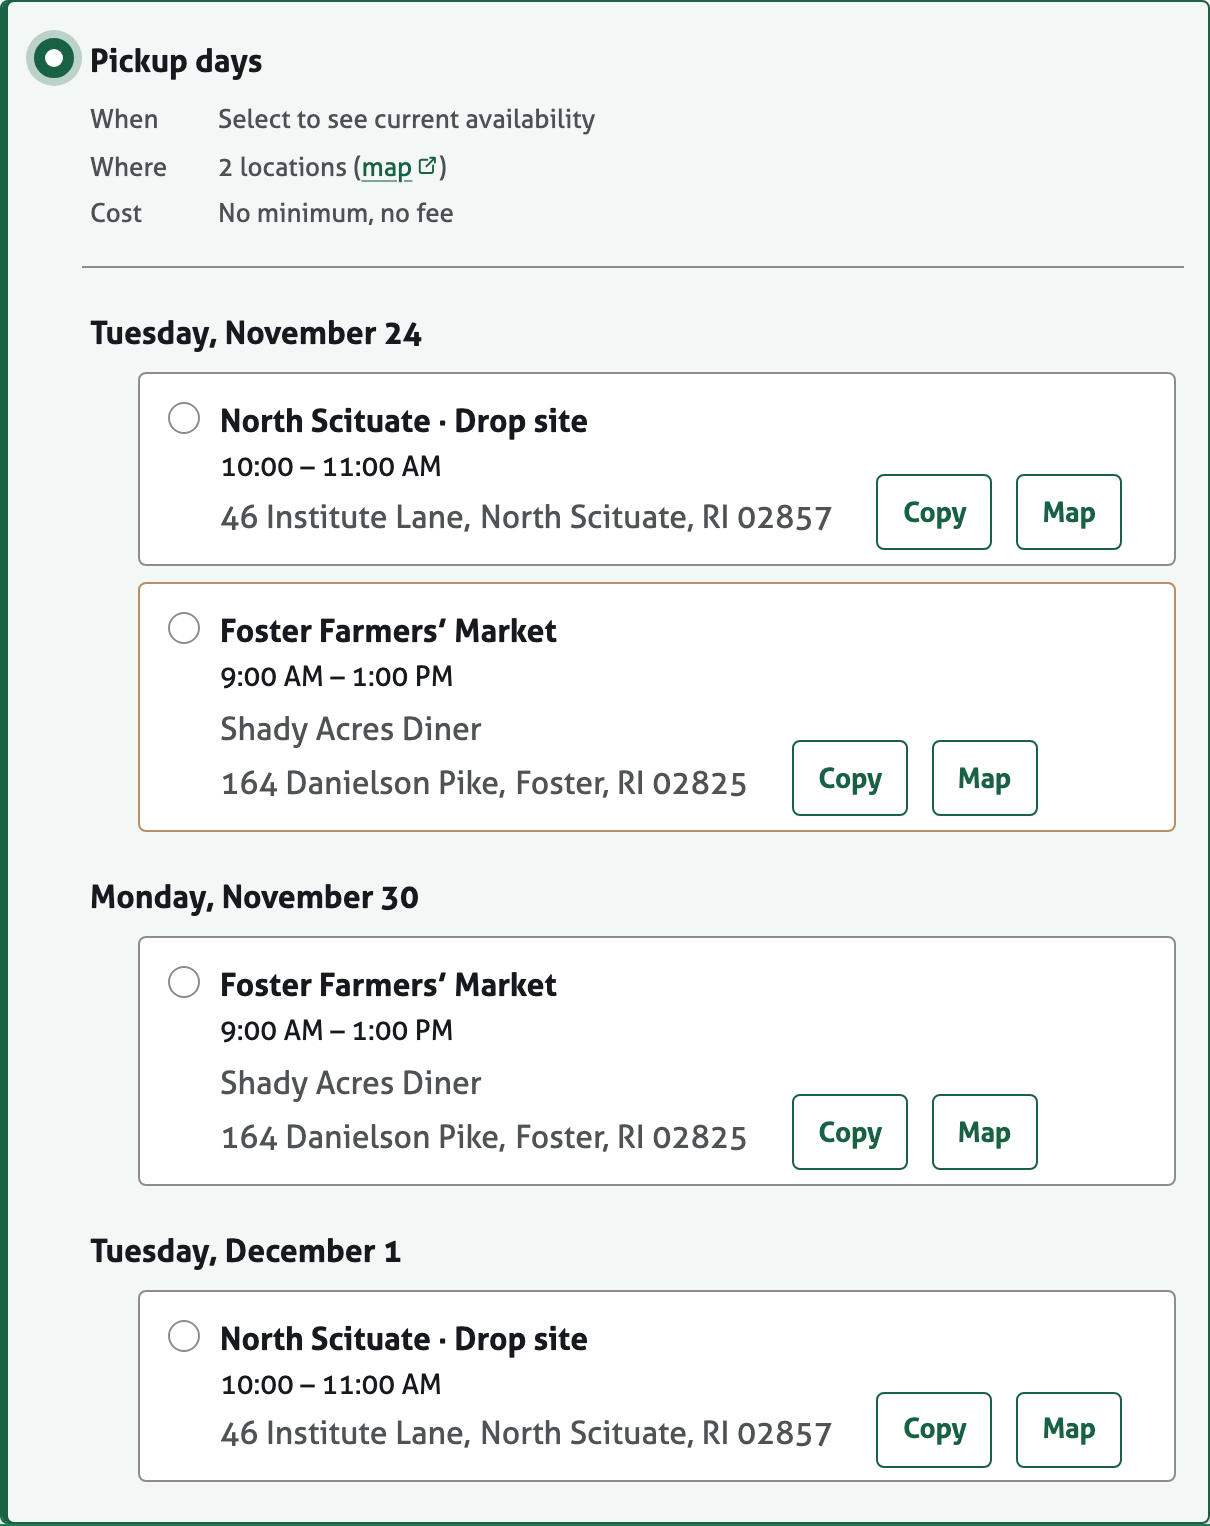 Pickup days
When Select to see current availability
Where 2 locations (map)
Cost No minimum, no fee
Tuesday, November 24
North Scituate · Drop site
10:00 – 11:00 AM
46 Institute Lane, North Scituate, RI 02857 Copy Map
Foster Farmers’ Market
9:00 AM – 1:00 PM
Shady Acres Diner
164 Danielson Pike, Foster, RI 02825 Copy Map
Monday, November 30
Foster Farmers’ Market
9:00 AM – 1:00 PM
Shady Acres Diner
164 Danielson Pike, Foster, RI 02825 Copy Map
Tuesday, December 1
North Scituate · Drop site
10:00 – 11:00 AM
46 Institute Lane, North Scituate, RI 02857 Copy Map